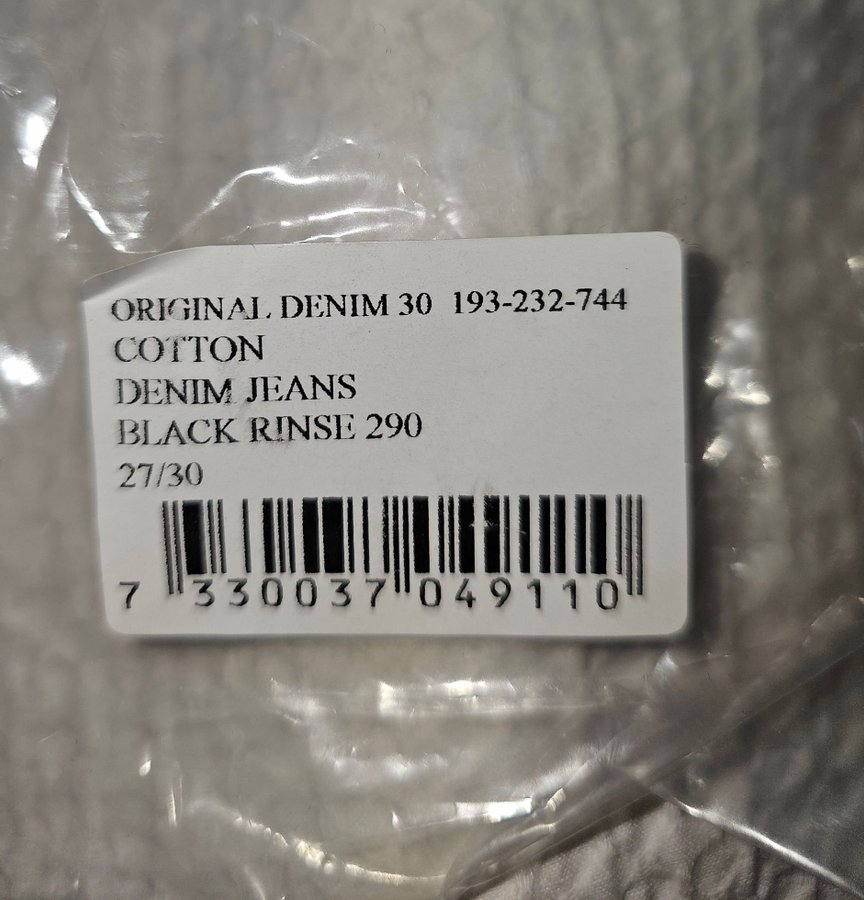 ORIGINAL DENIM 30 193-232-744
COTTON
DENIM JEANS
BLACK RINSE 290
27/30
7 330037 049110